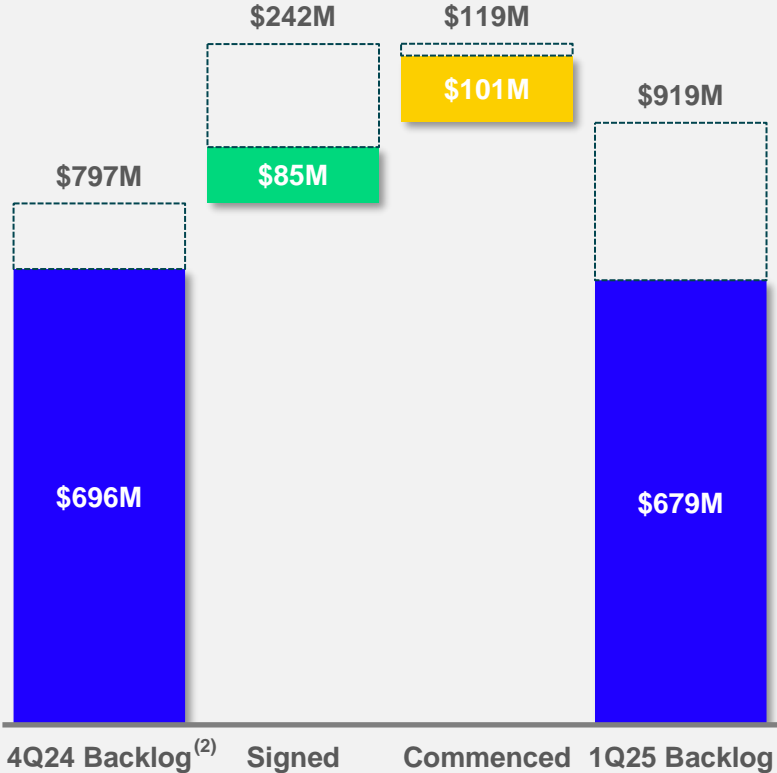 $242M
$119M
$101M
$919M
$797M
$85M
$696M
$679M
4Q24 Backlog(2) Signed Commenced 1Q25 Backlog